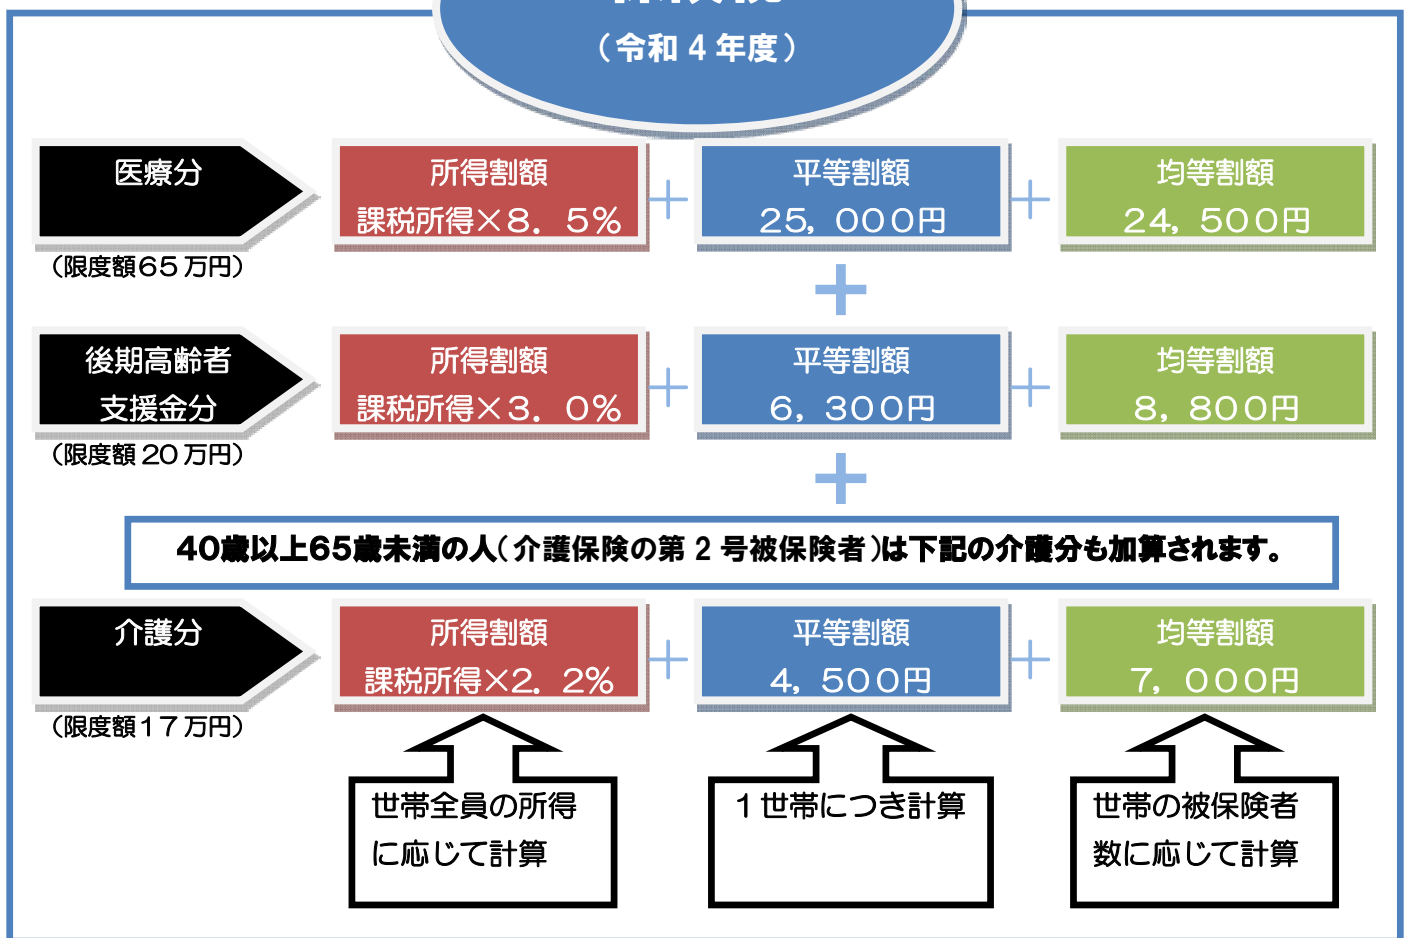 （令和４年度）
医療分
所得割額
課税所得×８．５％
平等割額
２５，０００円
均等割額
２４，５００円
（限度額６５万円）
後期高齢者
支援金分
所得割額
課税所得×３．０％
平等割額
６，３００円
均等割額
８，８００円
（限度額２０万円）
４０歳以上６５歳未満の人（介護保険の第２号被保険者）は下記の介護分も加算されます。
介護分
所得割額
課税所得×２．２％
平等割額
４，５００円
均等割額
７，０００円
（限度額１７万円）
世帯全員の所得
に応じて計算
１世帯につき計算
世帯の被保険者
数に応じて計算